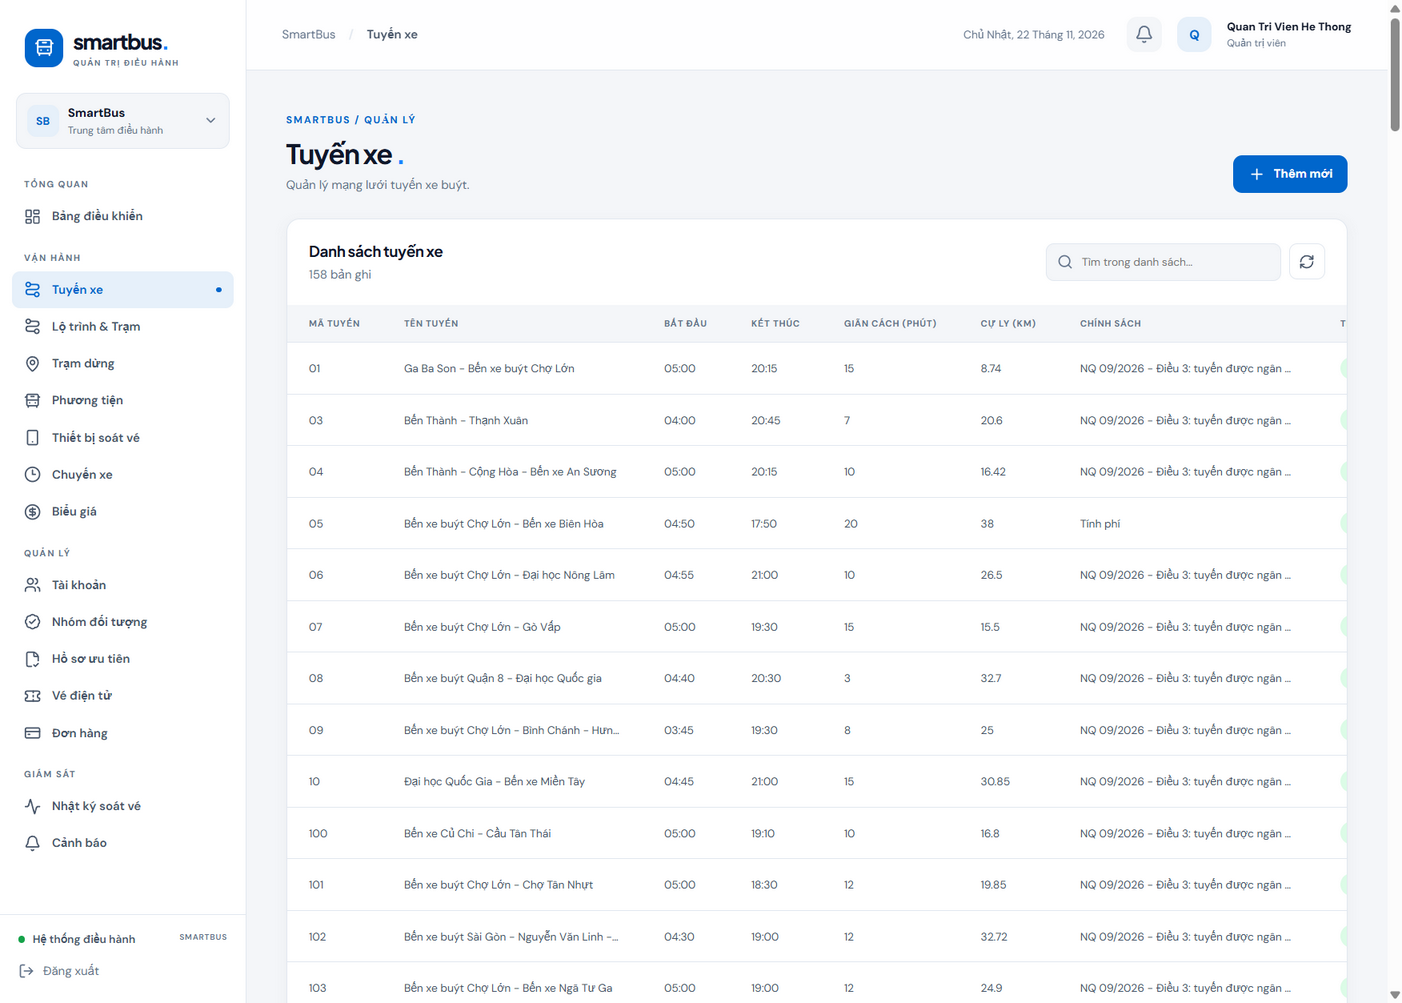 smartbus.
QUẢN TRỊ ĐIỀU HÀNH
SB
SmartBus
Trung tâm điều hành
TỔNG QUAN
Bảng điều khiển
VẬN HÀNH
Tuyến xe
Lộ trình & Trạm
Trạm dừng
Phương tiện
Thiết bị soát vé
Chuyến xe
Biểu giá
QUẢN LÝ
Tài khoản
Nhóm đối tượng
Hồ sơ ưu tiên
Vé điện tử
Đơn hàng
GIÁM SÁT
Nhật ký soát vé
Cảnh báo
Hệ thống điều hành SMARTBUS
Đăng xuất
SmartBus / Tuyến xe
Chủ Nhật, 22 Tháng 11, 2026
Q
Quan Tri Vien He Thong
Quản trị viên
SMARTBUS / QUẢN LÝ
Tuyến xe .
Quản lý mạng lưới tuyến xe buýt.
Thêm mới
Danh sách tuyến xe
158 bản ghi
Tìm trong danh sách...
MÃ TUYẾN TÊN TUYẾN BẮT ĐẦU KẾT THÚC GIÃN CÁCH (PHÚT) CỰ LY (KM) CHÍNH SÁCH T
01 Ga Ba Son - Bến xe buýt Chợ Lớn 05:00 20:15 15 8.74 NQ 09/2026 - Điều 3: tuyến được ngân ...
03 Bến Thành - Thạnh Xuân 04:00 20:45 7 20.6 NQ 09/2026 - Điều 3: tuyến được ngân ...
04 Bến Thành - Cộng Hòa - Bến xe An Sương 05:00 20:15 10 16.42 NQ 09/2026 - Điều 3: tuyến được ngân ...
05 Bến xe buýt Chợ Lớn - Bến xe Biên Hòa 04:50 17:50 20 38 Tính phí
06 Bến xe buýt Chợ Lớn - Đại học Nông Lâm 04:55 21:00 10 26.5 NQ 09/2026 - Điều 3: tuyến được ngân ...
07 Bến xe buýt Chợ Lớn - Gò Vấp 05:00 19:30 15 15.5 NQ 09/2026 - Điều 3: tuyến được ngân ...
08 Bến xe buýt Quận 8 - Đại học Quốc gia 04:40 20:30 3 32.7 NQ 09/2026 - Điều 3: tuyến được ngân ...
09 Bến xe buýt Chợ Lớn - Bình Chánh - Hưn... 03:45 19:30 8 25 NQ 09/2026 - Điều 3: tuyến được ngân ...
10 Đại học Quốc Gia - Bến xe Miền Tây 04:45 21:00 15 30.85 NQ 09/2026 - Điều 3: tuyến được ngân ...
100 Bến xe Củ Chi - Cầu Tân Thái 05:00 19:10 10 16.8 NQ 09/2026 - Điều 3: tuyến được ngân ...
101 Bến xe buýt Chợ Lớn - Chợ Tân Nhựt 05:00 18:30 12 19.85 NQ 09/2026 - Điều 3: tuyến được ngân ...
102 Bến xe buýt Sài Gòn - Nguyễn Văn Linh -... 04:30 19:00 12 32.72 NQ 09/2026 - Điều 3: tuyến được ngân ...
103 Bến xe buýt Chợ Lớn - Bến xe Ngã Tư Ga 05:00 19:00 12 24.9 NQ 09/2026 - Điều 3: tuyến được ngân ...